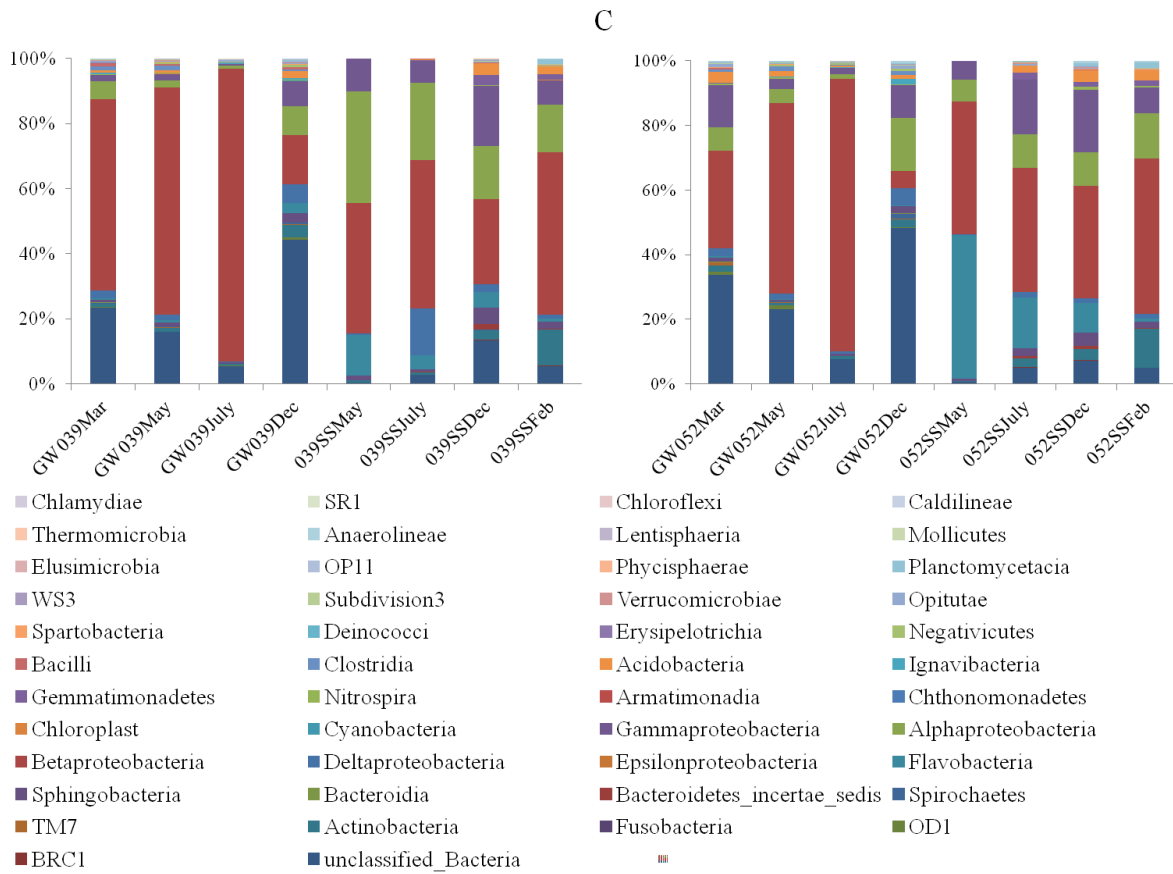 C
100%
80%
60%
40%
20%
0%
GW039Mar
GW039May
GW039July
GW039Dec
039SSMay
039SSJuly
039SSDec
039SSFeb
100%
80%
60%
40%
20%
0%
GW052Mar
GW052May
GW052July
GW052Dec
052SSMay
052SSJuly
052SSDec
052SSFeb
Chlamydiae SR1 Chloroflexi Caldilineae
Thermomicrobia Anaerolineae Lentisphaeria Mollicutes
Elusimicrobia OP11 Phycisphaerae Planctomycetacia
WS3 Subdivision3 Verrucomicrobiae Opitutae
Spartobacteria Deinococci Erysipelotrichia Negativicutes
Bacilli Clostridia Acidobacteria Ignavibacteria
Gemmatimonadetes Nitrospira Armatimonadia Chthonomonadetes
Chloroplast Cyanobacteria Gammaproteobacteria Alphaproteobacteria
Betaproteobacteria Deltaproteobacteria Epsilonproteobacteria Flavobacteria
Sphingobacteria Bacteroidia Bacteroidetes_incertae_sedis Spirochaetes
TM7 Actinobacteria Fusobacteria OD1
BRC1 unclassified_Bacteria